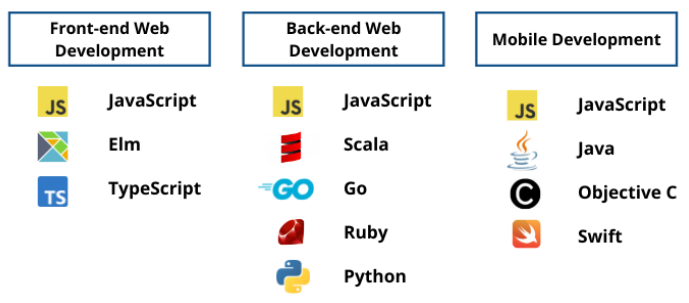 Front-end Web
Development
JS JavaScript
Elm
TS TypeScript
Back-end Web
Development
JS JavaScript
Scala
GO Go
Ruby
Python
Mobile Development
JS JavaScript
Java
C Objective C
Swift